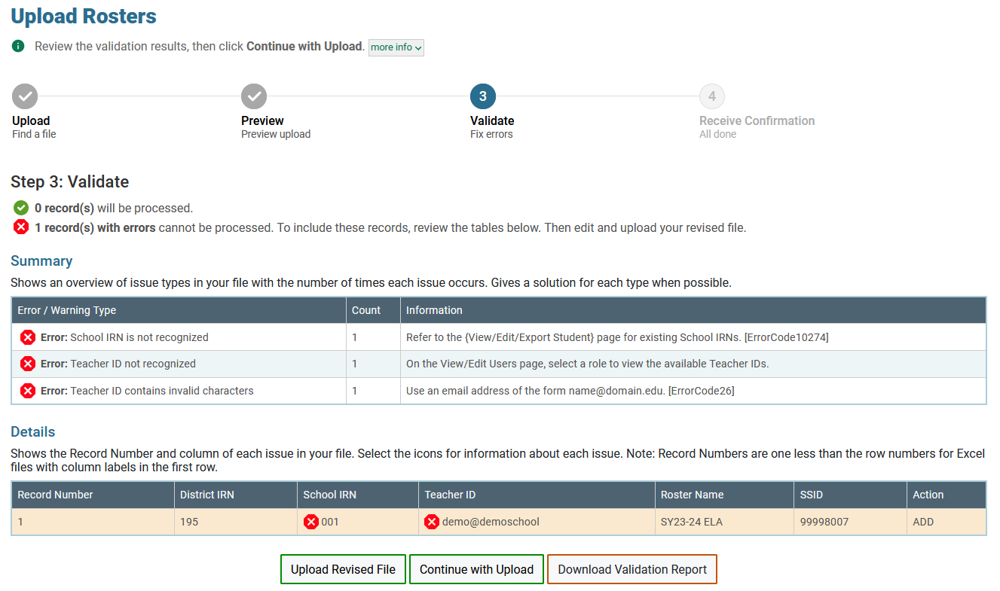 Upload Rosters
Review the validation results, then click Continue with Upload. more info
3
4
Upload
Preview
Validate
Receive Confirmation
Find a file
Preview upload
Fix errors
All done
Step 3: Validate
0 record(s) will be processed.
1 record(s) with errors cannot be processed. To include these records, review the tables below. Then edit and upload your revised file.
Summary
Shows an overview of issue types in your file with the number of times each issue occurs. Gives a solution for each type when possible.
Error / Warning Type Count Information
Error: School IRN is not recognized 1 Refer to the {View/Edit/Export Student} page for existing School IRNs. [ErrorCode10274]
Error: Teacher ID not recognized 1 On the View/Edit Users page, select a role to view the available Teacher IDs.
Error: Teacher ID contains invalid characters 1 Use an email address of the form name@domain.edu. [ErrorCode26]
Details
Shows the Record Number and column of each issue in your file. Select the icons for information about each issue. Note: Record Numbers are one less than the row numbers for Excel
files with column labels in the first row.
Record Number District IRN School IRN Teacher ID Roster Name SSID Action
1 195 001 demo@demoschool SY23-24 ELA 99998007 ADD
Upload Revised File Continue with Upload Download Validation Report